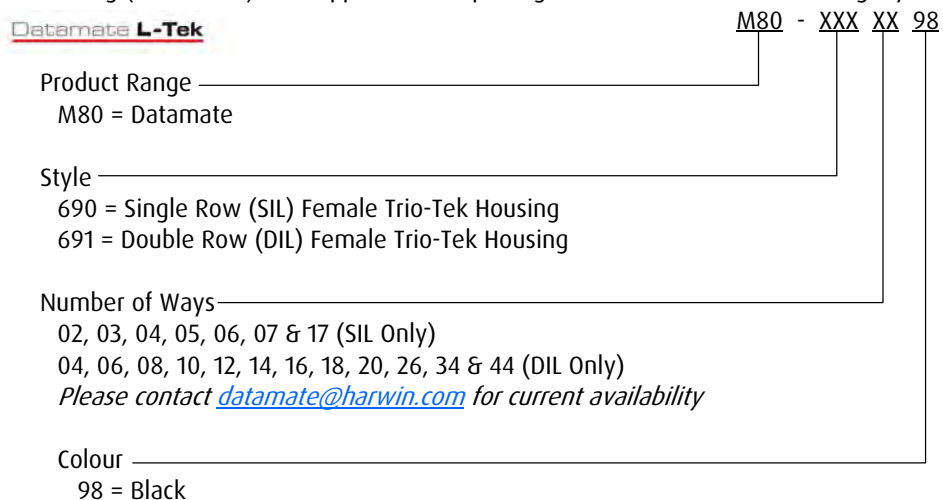 Datamate L-Tek
M80 - XXX XX 98
Product Range
M80 = Datamate
Style
690 = Single Row (SIL) Female Trio-Tek Housing
691 = Double Row (DIL) Female Trio-Tek Housing
Number of Ways
02, 03, 04, 05, 06, 07 & 17 (SIL Only)
04, 06, 08, 10, 12, 14, 16, 18, 20, 26, 34 & 44 (DIL Only)
Please contact datamate@harwin.com for current availability
Colour
98 = Black